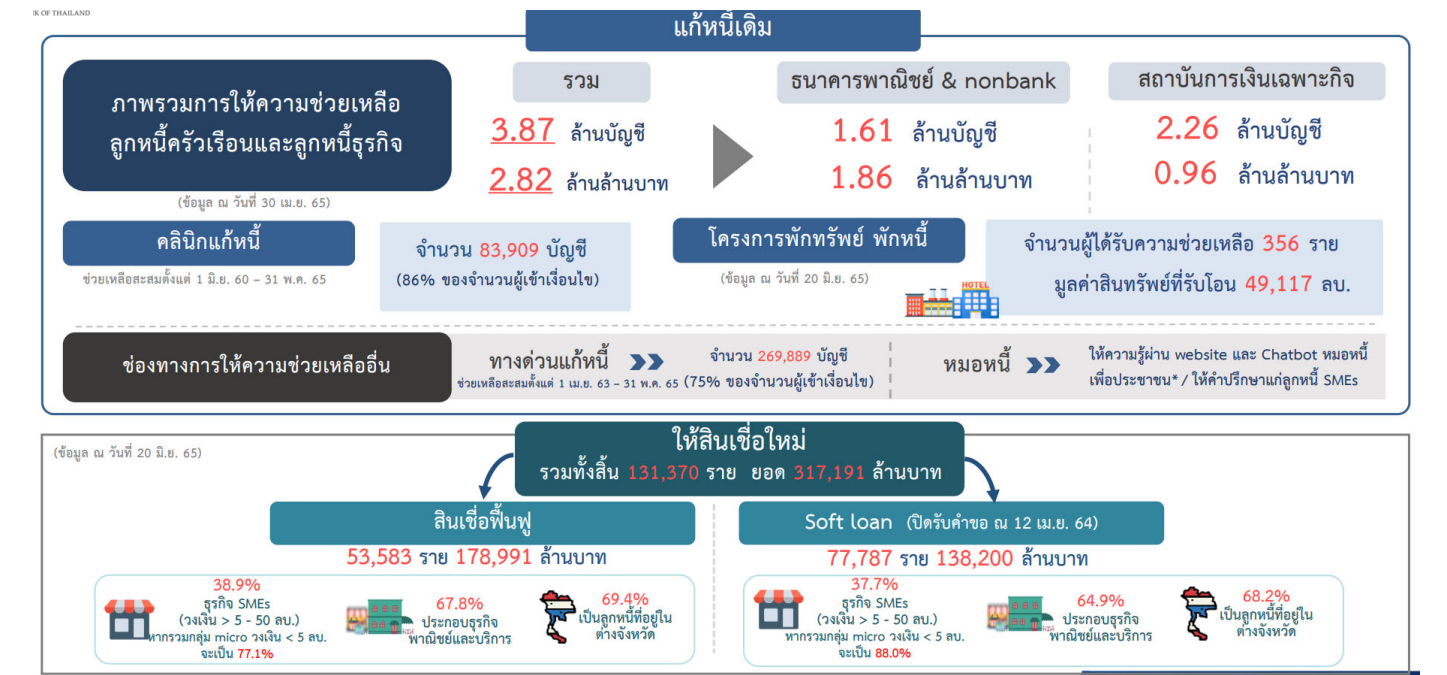 K OF THAILAND
แก้หนี้เดิม
ภาพรวมการให้ความช่วยเหลือ
ลูกหนี้ครัวเรือนและลูกหนี้ธุรกิจ
(ข้อมูล ณ วันที่ 30 เม.ย. 65)
รวม
3.87 ล้านบัญชี
2.82 ล้านล้านบาท
ธนาคารพาณิชย์ & nonbank
1.61 ล้านบัญชี
1.86 ล้านล้านบาท
สถาบันการเงินเฉพาะกิจ
2.26 ล้านบัญชี
0.96 ล้านล้านบาท
คลินิกแก้หนี้
ช่วยเหลือสะสมตั้งแต่ 1 มิ.ย. 60 – 31 พ.ค. 65
จำนวน 83,909 บัญชี
(86% ของจำนวนผู้เข้าเงื่อนไข)
โครงการพักทรัพย์ พักหนี้
(ข้อมูล ณ วันที่ 20 มิ.ย. 65)
HOTEL
จำนวนผู้ได้รับความช่วยเหลือ 356 ราย
มูลค่าสินทรัพย์ที่รับโอน 49,117 ลบ.
ช่องทางการให้ความช่วยเหลืออื่น
ทางด่วนแก้หนี้
ช่วยเหลือสะสมตั้งแต่ 1 เม.ย. 63 – 31 พ.ค. 65
จำนวน 269,889 บัญชี
(75% ของจำนวนผู้เข้าเงื่อนไข)
หมอหนี้
ให้ความรู้ผ่าน website และ Chatbot หมอหนี้
เพื่อประชาชน* / ให้คำปรึกษาแก่ลูกหนี้ SMEs
(ข้อมูล ณ วันที่ 20 มิ.ย. 65)
ให้สินเชื่อใหม่
รวมทั้งสิ้น 131,370 ราย ยอด 317,191 ล้านบาท
สินเชื่อฟื้นฟู
53,583 ราย 178,991 ล้านบาท
38.9%
ธุรกิจ SMEs
(วงเงิน > 5 - 50 ลบ.)
หากรวมกลุ่ม micro วงเงิน < 5 ลบ.
จะเป็น 77.1%
67.8%
ประกอบธุรกิจ
พาณิชย์และบริการ
69.4%
เป็นลูกหนี้ที่อยู่ใน
ต่างจังหวัด
Soft loan (ปิดรับคำขอ ณ 12 เม.ย. 64)
77,787 ราย 138,200 ล้านบาท
37.7%
ธุรกิจ SMEs
(วงเงิน > 5 - 50 ลบ.)
หากรวมกลุ่ม micro วงเงิน < 5 ลบ.
จะเป็น 88.0%
64.9%
ประกอบธุรกิจ
พาณิชย์และบริการ
68.2%
เป็นลูกหนี้ที่อยู่ใน
ต่างจังหวัด